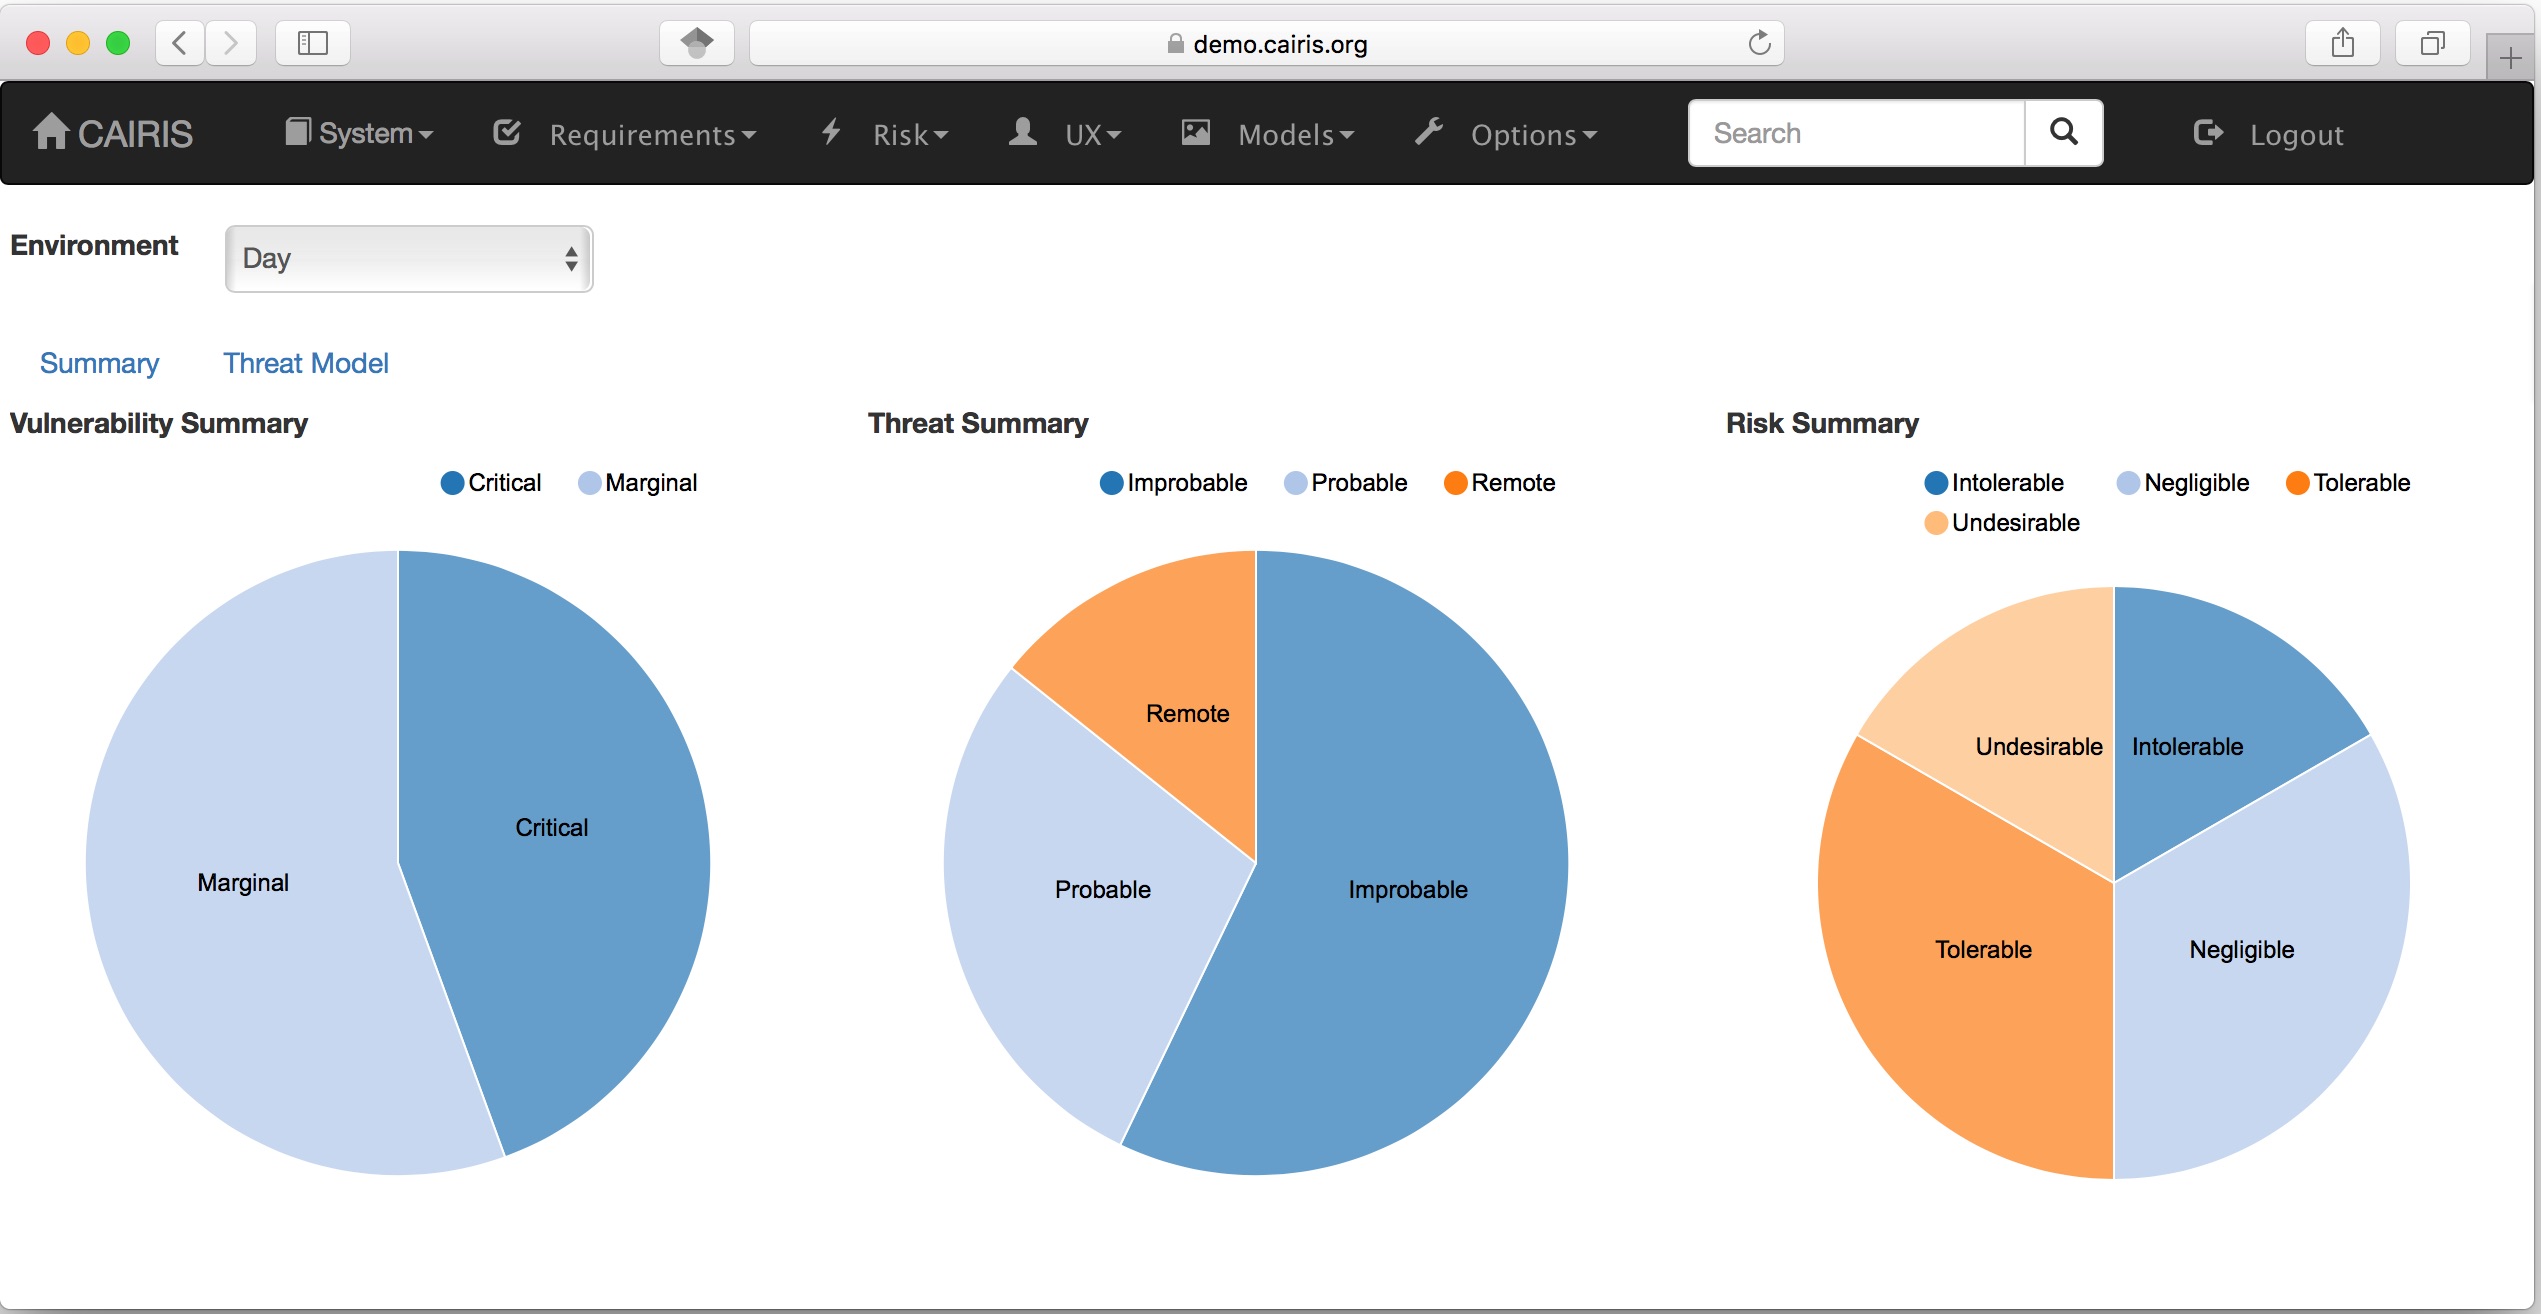 demo.cairis.org
CAIRIS System Requirements Risk UX Models Options Search Logout
Environment Day
Summary Threat Model
Vulnerability Summary Threat Summary Risk Summary
Critical Marginal Improbable Probable Remote Intolerable Negligible Tolerable
Undesirable
Remote
Undesirable Intolerable
Critical
Marginal Probable Improbable
Tolerable Negligible